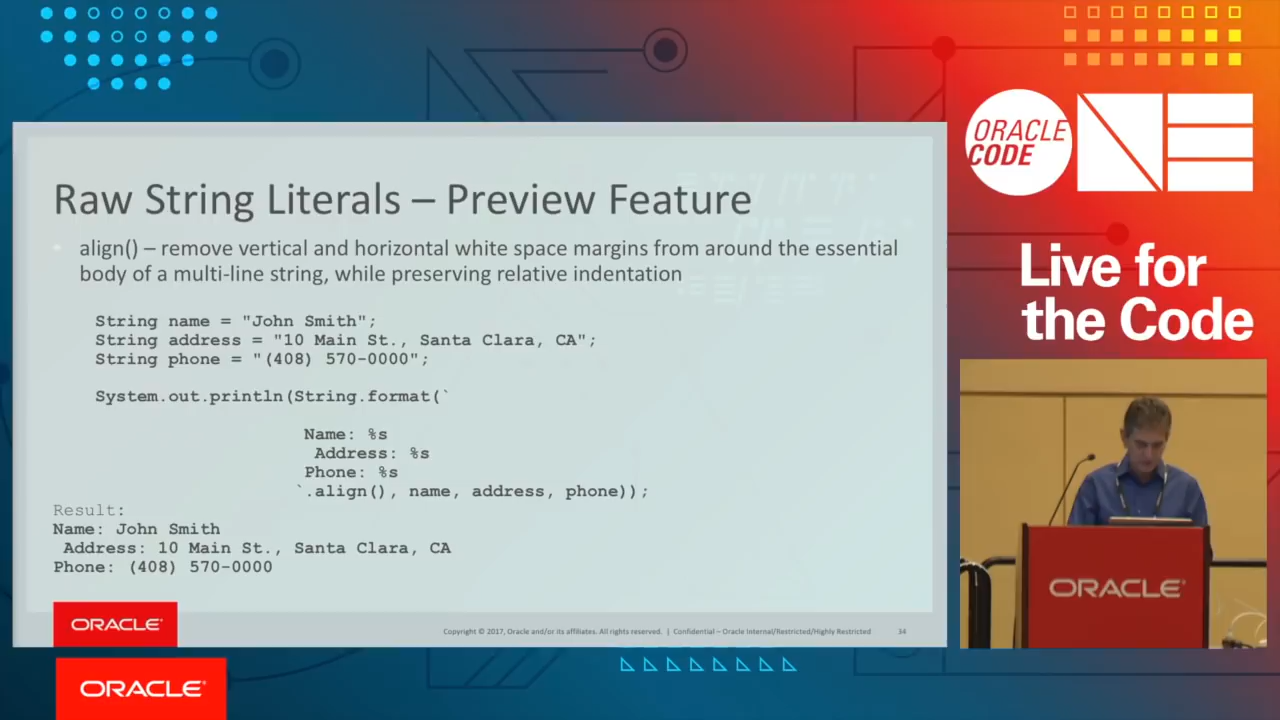 Raw String Literals – Preview Feature
align() – remove vertical and horizontal white space margins from around the essential
body of a multi-line string, while preserving relative indentation
String name = "John Smith";
String address = "10 Main St., Santa Clara, CA";
String phone = "(408) 570-0000";
System.out.println(String.format(`
Name: %s
Address: %s
Phone: %s
`.align(), name, address, phone));
Result:
Name: John Smith
Address: 10 Main St., Santa Clara, CA
Phone: (408) 570-0000
ORACLE
Copyright © 2017, Oracle and/or its affiliates. All rights reserved. | Confidential – Oracle Internal/Restricted/Highly Restricted 34
ORACLE
ORACLE
CODE
ONE
Live for
the Code
ORACLE